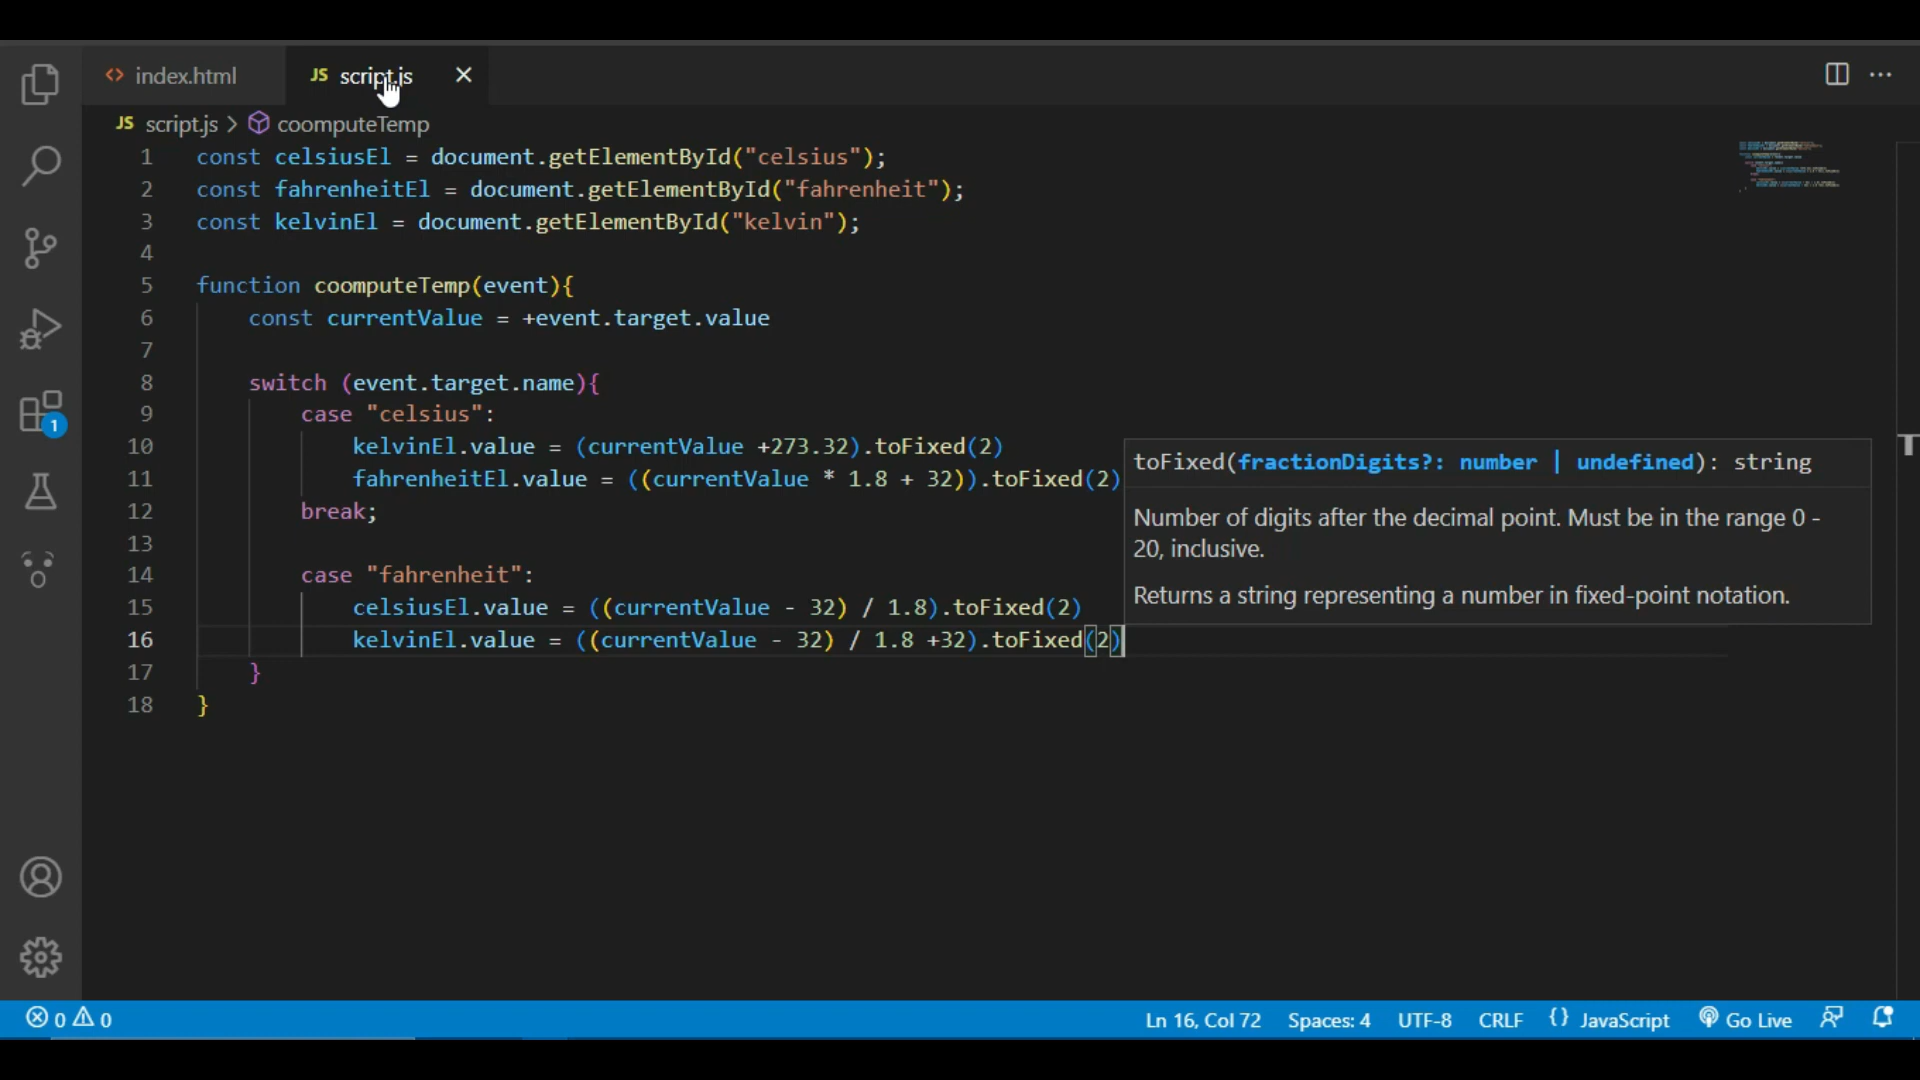 index.html
JS script.js
JS script.js > coomputeTemp
1 const celsiusEl = document.getElementById("celsius");
2 const fahrenheitEl = document.getElementById("fahrenheit");
3 const kelvinEl = document.getElementById("kelvin");
4
5 function coomputeTemp(event){
6 const currentValue = +event.target.value
7
8 switch (event.target.name){
9 case "celsius":
10 kelvinEl.value = (currentValue +273.32).toFixed(2)
11 fahrenheitEl.value = ((currentValue * 1.8 + 32)).toFixed(2)
12 break;
13
14 case "fahrenheit":
15 celsiusEl.value = ((currentValue - 32) / 1.8).toFixed(2)
16 kelvinEl.value = ((currentValue - 32) / 1.8 +32).toFixed(2)
17 }
18 }
toFixed(fractionDigits?: number | undefined): string
Number of digits after the decimal point. Must be in the range 0 -
20, inclusive.
Returns a string representing a number in fixed-point notation.
1
T
0 0 Ln 16, Col 72 Spaces: 4 UTF-8 CRLF {} JavaScript Go Live